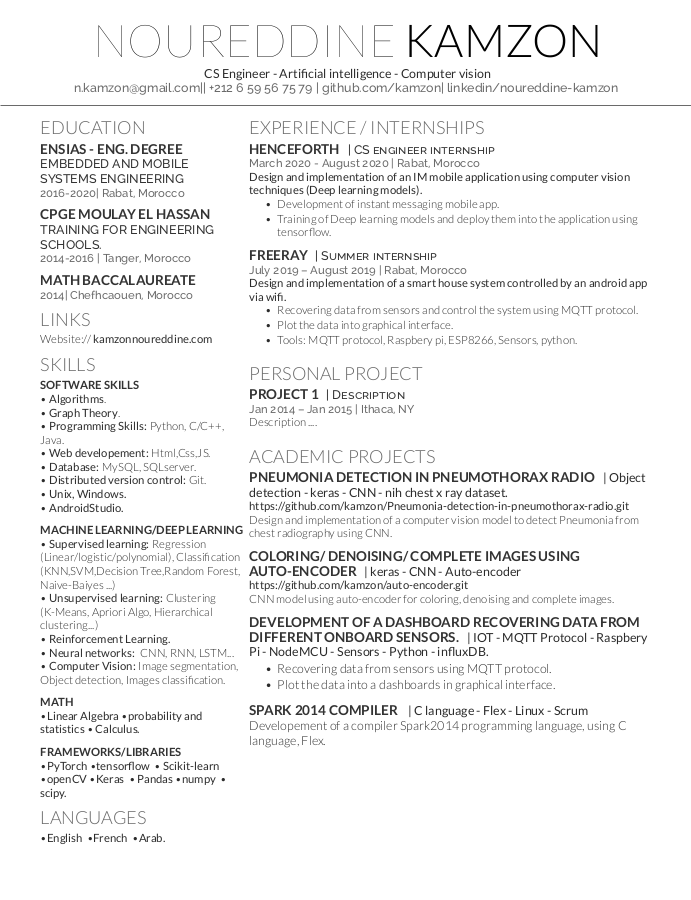 NOUREDDINE KAMZON
CS Engineer - Artificial intelligence - Computer vision
n.kamzon@gmail.com|| +212 6 59 56 75 79 | github.com/kamzon| linkedin/noureddine-kamzon
EDUCATION
ENSIAS - ENG. DEGREE
EMBEDDED AND MOBILE
SYSTEMS ENGINEERING
2016-2020| Rabat, Morocco
CPGE MOULAY EL HASSAN
TRAINING FOR ENGINEERING
SCHOOLS.
2014-2016 | Tanger, Morocco
MATH BACCALAUREATE
2014| Chefhcaouen, Morocco
LINKS
Website:// kamzonnoureddine.com
SKILLS
SOFTWARE SKILLS
• Algorithms.
• Graph Theory.
• Programming Skills: Python, C/C++,
Java.
• Web developement: Html,Css,JS.
• Database: MySQL, SQLserver.
• Distributed version control: Git.
• Unix, Windows.
• AndroidStudio.
MACHINE LEARNING/DEEP LEARNING
• Supervised learning: Regression
(Linear/logistic/polynomial), Classification
(KNN,SVM,Decision Tree,Random Forest,
Naive-Baiyes ...)
• Unsupervised learning: Clustering
(K-Means, Apriori Algo, Hierarchical
clustering...)
• Reinforcement Learning.
• Neural networks: CNN, RNN, LSTM...
• Computer Vision: Image segmentation,
Object detection, Images classification.
MATH
•Linear Algebra •probability and
statistics • Calculus.
FRAMEWORKS/LIBRARIES
•PyTorch •tensorflow • Scikit-learn
•openCV •Keras • Pandas •numpy •
scipy.
LANGUAGES
•English •French •Arab.
EXPERIENCE / INTERNSHIPS
HENCEFORTH | CS ENGINEER INTERNSHIP
March 2020 - August 2020 | Rabat, Morocco
Design and implementation of an IM mobile application using computer vision
techniques (Deep learning models).
• Development of instant messaging mobile app.
• Training of Deep learning models and deploy them into the application using
tensorflow.
FREERAY | SUMMER INTERNSHIP
July 2019 – August 2019 | Rabat, Morocco
Design and implementation of a smart house system controlled by an android app
via wifi.
• Recovering data from sensors and control the system using MQTT protocol.
• Plot the data into graphical interface.
• Tools: MQTT protocol, Raspbery pi, ESP8266, Sensors, python.
PERSONAL PROJECT
PROJECT 1 | DESCRIPTION
Jan 2014 – Jan 2015 | Ithaca, NY
Description ....
ACADEMIC PROJECTS
PNEUMONIA DETECTION IN PNEUMOTHORAX RADIO | Object
detection - keras - CNN - nih chest x ray dataset.
https://github.com/kamzon/Pneumonia-detection-in-pneumothorax-radio.git
Design and implementation of a computer vision model to detect Pneumonia from
chest radiography using CNN.
COLORING/ DENOISING/ COMPLETE IMAGES USING
AUTO-ENCODER | keras - CNN - Auto-encoder
https://github.com/kamzon/auto-encoder.git
CNN model using auto-encoder for coloring, denoising and complete images.
DEVELOPMENT OF A DASHBOARD RECOVERING DATA FROM
DIFFERENT ONBOARD SENSORS. | IOT - MQTT Protocol - Raspbery
Pi - NodeMCU - Sensors - Python - influxDB.
• Recovering data from sensors using MQTT protocol.
• Plot the data into a dashboards in graphical interface.
SPARK 2014 COMPILER | C language - Flex - Linux - Scrum
Developement of a compiler Spark2014 programming language, using C
language, Flex.